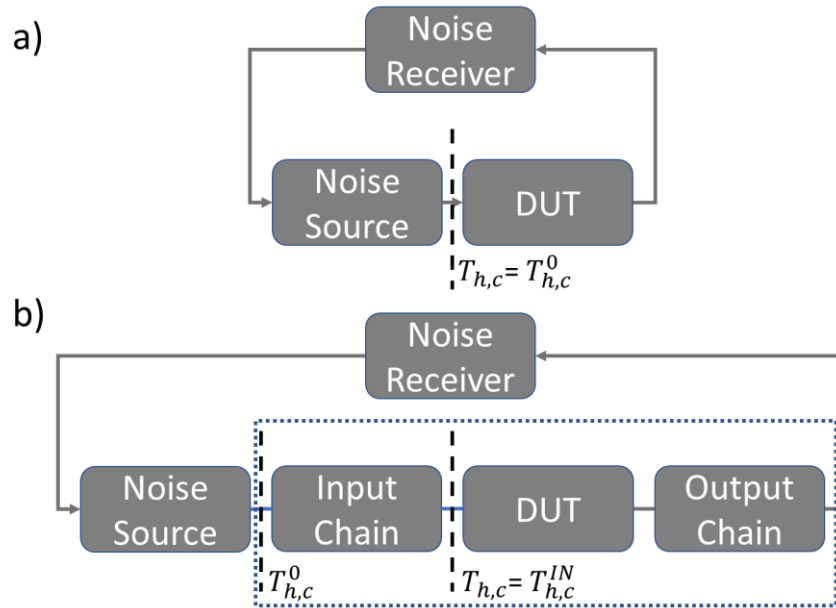 a)
Noise
Receiver
Noise
Source
DUT
T_{h,c} = T_{h,c}^{0}
b)
Noise
Receiver
Noise
Source
Input
Chain
DUT
Output
Chain
T_{h,c}^{0}
T_{h,c} = T_{h,c}^{IN}